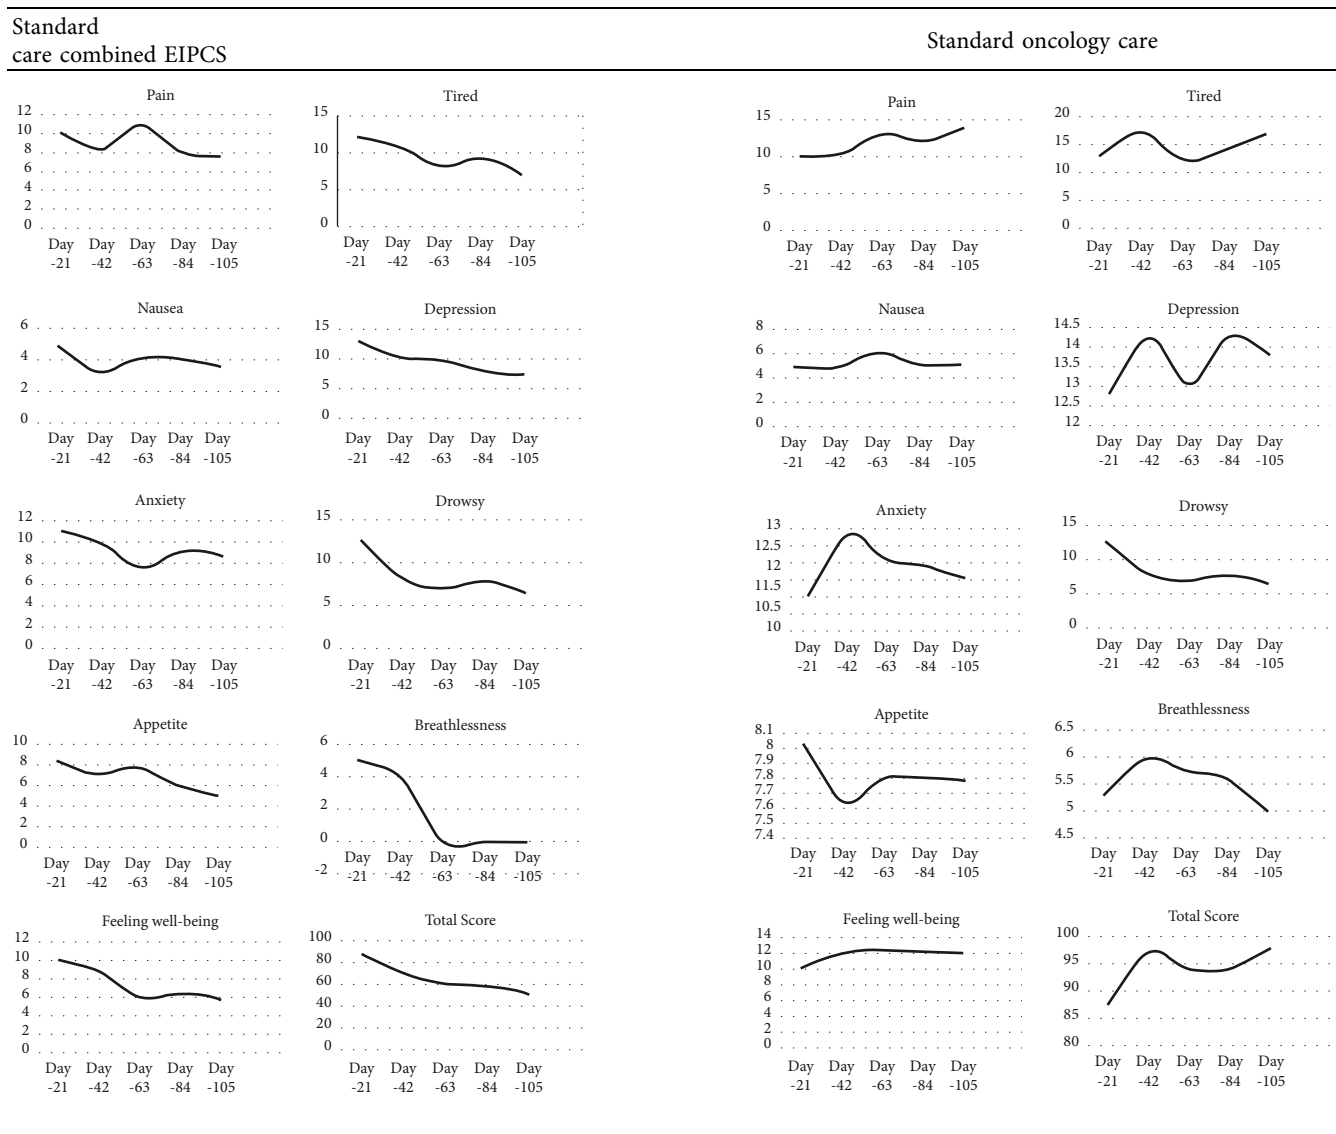 Standard
care combined EIPCS
Standard oncology care
Pain
12
10
8
6
4
2
0
Day Day Day Day Day
-21 -42 -63 -84 -105
Tired
15
10
5
0
Day Day Day Day Day
-21 -42 -63 -84 -105
Pain
15
10
5
0
Day Day Day Day Day
-21 -42 -63 -84 -105
Tired
20
15
10
5
0
Day Day Day Day Day
-21 -42 -63 -84 -105
Nausea
6
4
2
0
Day Day Day Day Day
-21 -42 -63 -84 -105
Depression
15
10
5
0
Day Day Day Day Day
-21 -42 -63 -84 -105
Nausea
8
6
4
2
0
Day Day Day Day Day
-21 -42 -63 -84 -105
Depression
14.5
14
13.5
13
12.5
12
Day Day Day Day Day
-21 -42 -63 -84 -105
Anxiety
12
10
8
6
4
2
0
Day Day Day Day Day
-21 -42 -63 -84 -105
Drowsy
15
10
5
0
Day Day Day Day Day
-21 -42 -63 -84 -105
Anxiety
13
12.5
12
11.5
10.5
10
Day Day Day Day Day
-21 -42 -63 -84 -105
Drowsy
15
10
5
0
Day Day Day Day Day
-21 -42 -63 -84 -105
Appetite
10
8
6
4
2
0
Day Day Day Day Day
-21 -42 -63 -84 -105
Breathlessness
6
4
2
0
-2
Day Day Day Day Day
-21 -42 -63 -84 -105
Appetite
8.1
8
7.9
7.8
7.7
7.6
7.5
7.4
Day Day Day Day Day
-21 -42 -63 -84 -105
Breathlessness
6.5
6
5.5
5
4.5
Day Day Day Day Day
-21 -42 -63 -84 -105
Feeling well-being
12
10
8
6
4
2
0
Day Day Day Day Day
-21 -42 -63 -84 -105
Total Score
100
80
60
40
20
0
Day Day Day Day Day
-21 -42 -63 -84 -105
Feeling well-being
14
12
10
8
6
4
2
0
Day Day Day Day Day
-21 -42 -63 -84 -105
Total Score
100
95
90
85
80
Day Day Day Day Day
-21 -42 -63 -84 -105